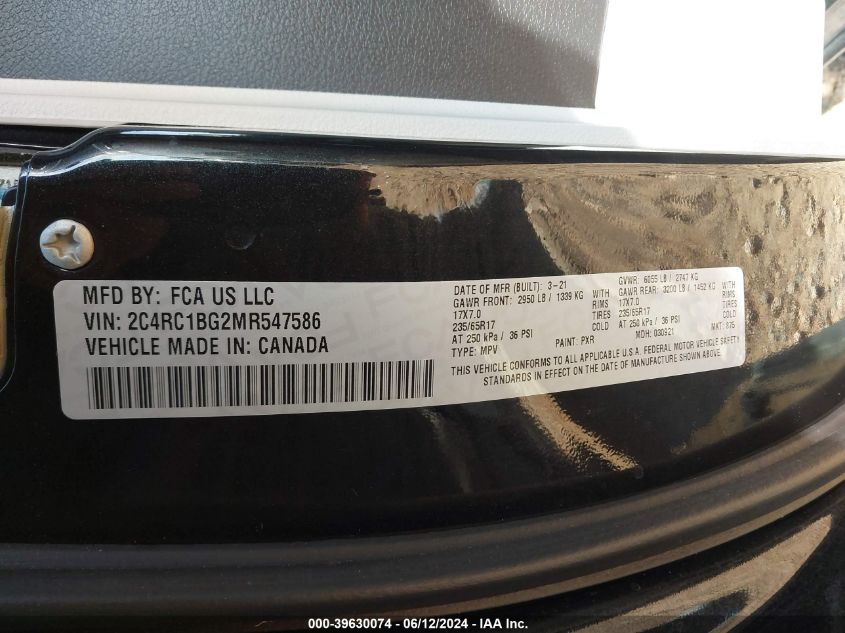 MFD BY: FCA US LLC
VIN: 2C4RC1BG2MR547586
VEHICLE MADE IN: CANADA
DATE OF MFR (BUILT): 3-21 GVWR: 6055 LB / 2747 KG
GAWR FRONT: 2950 LB / 1339 KG WITH GAWR REAR: 3200 LB / 1452 KG WITH
17X7.0 RIMS 17X7.0 RIMS
235/65R17 TIRES 235/65R17 TIRES
AT 250 kPa / 36 PSI COLD AT 250 kPa / 36 PSI COLD
TYPE: MPV PAINT: PXR MDH: 030921 MKT:
THIS VEHICLE CONFORMS TO ALL APPLICABLE U.S.A. FEDERAL MOTOR VEHICLE SAFETY
STANDARDS IN EFFECT ON THE DATE OF MANUFACTURE SHOWN ABOVE.
000-39630074 - 06/12/2024 - IAA Inc.